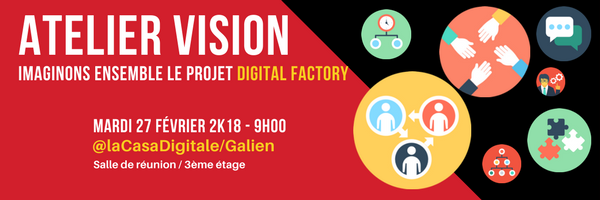 ATELIER VISION
IMAGINONS ENSEMBLE LE PROJET DIGITAL FACTORY
MARDI 27 FÉVRIER 2K18 - 9H00
@laCasaDigitale/Galien
Salle de réunion / 3ème étage